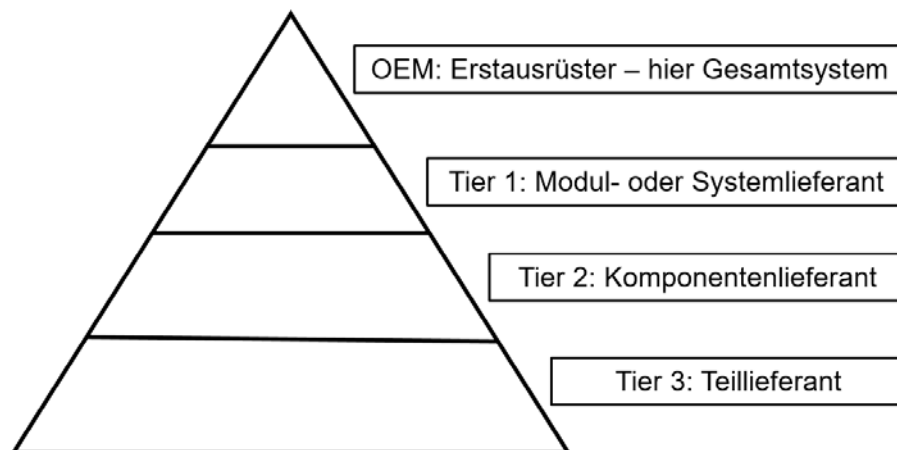 OEM: Erstausrüster – hier Gesamtsystem
Tier 1: Modul- oder Systemlieferant
Tier 2: Komponentenlieferant
Tier 3: Teillieferant